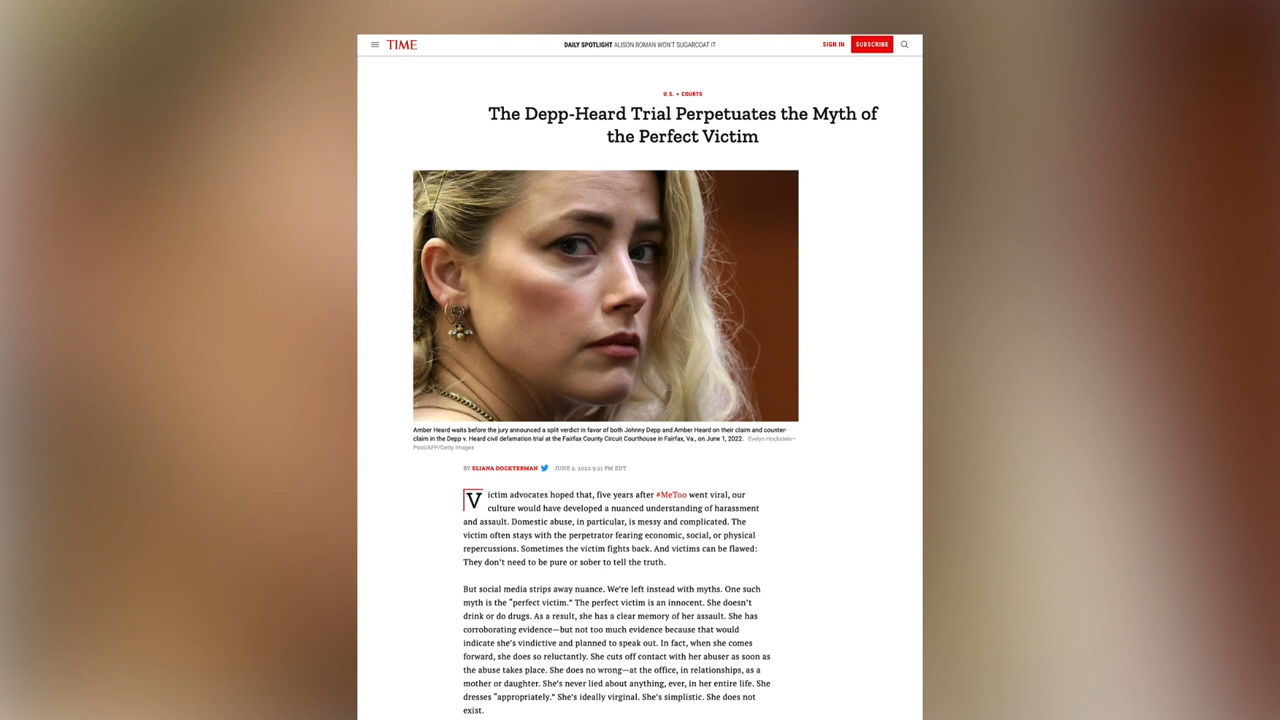 TIME
DAILY SPOTLIGHT ALISON ROMAN WON'T SUGARCOAT IT
SIGN IN
SUBSCRIBE
U.S. • COURTS
The Depp-Heard Trial Perpetuates the Myth of
the Perfect Victim
Amber Heard waits before the jury announced a split verdict in favor of both Johnny Depp and Amber Heard on their claim and counter-
claim in the Depp v. Heard civil defamation trial at the Fairfax County Circuit Courthouse in Fairfax, Va., on June 1, 2022. Evelyn Hockstein—
Pool/AFP/Getty Images
BY ELIANA DOCKTERMAN JUNE 2, 2022 5:21 PM EDT
Victim advocates hoped that, five years after #MeToo went viral, our
culture would have developed a nuanced understanding of harassment
and assault. Domestic abuse, in particular, is messy and complicated. The
victim often stays with the perpetrator fearing economic, social, or physical
repercussions. Sometimes the victim fights back. And victims can be flawed:
They don't need to be pure or sober to tell the truth.
But social media strips away nuance. We're left instead with myths. One such
myth is the "perfect victim." The perfect victim is an innocent. She doesn't
drink or do drugs. As a result, she has a clear memory of her assault. She has
corroborating evidence—but not too much evidence because that would
indicate she's vindictive and planned to speak out. In fact, when she comes
forward, she does so reluctantly. She cuts off contact with her abuser as soon as
the abuse takes place. She does no wrong—at the office, in relationships, as a
mother or daughter. She's never lied about anything, ever, in her entire life. She
dresses "appropriately." She's ideally virginal. She's simplistic. She does not
exist.